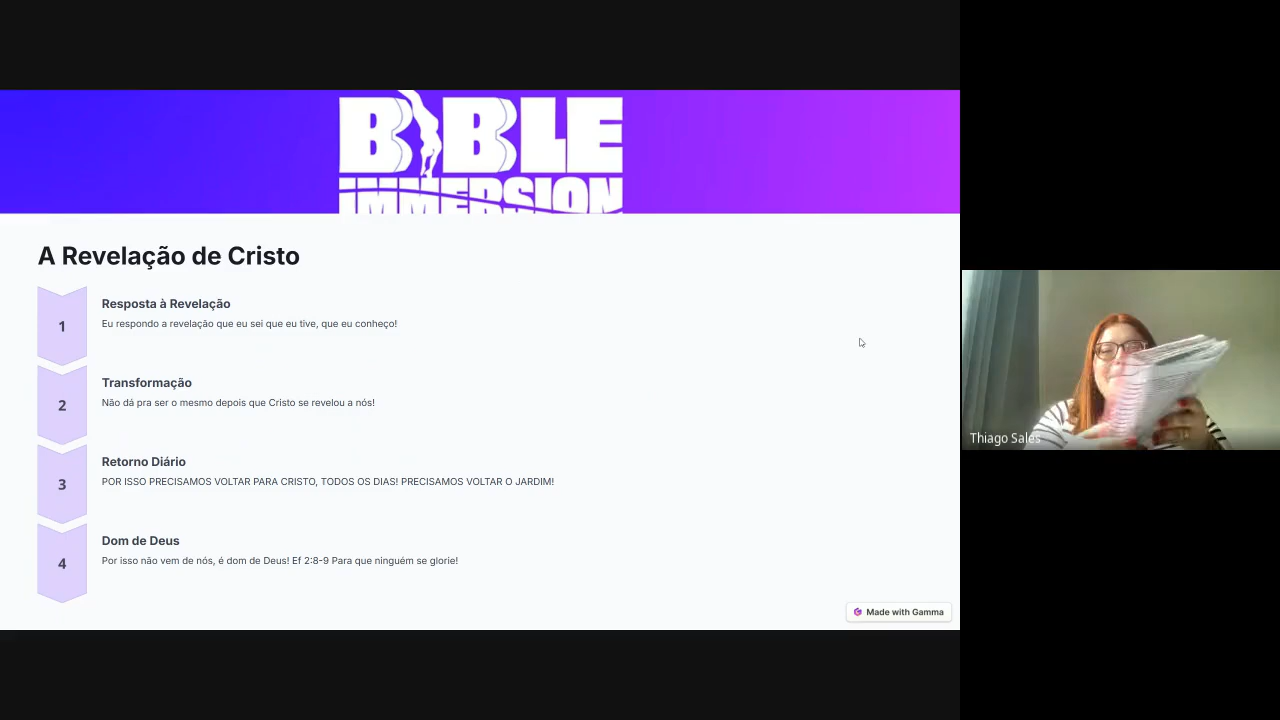 BIBLE
IMMERSION
A Revelação de Cristo
1
Resposta à Revelação
Eu respondo a revelação que eu sei que eu tive, que eu conheço!
2
Transformação
Não dá pra ser o mesmo depois que Cristo se revelou a nós!
3
Retorno Diário
POR ISSO PRECISAMOS VOLTAR PARA CRISTO, TODOS OS DIAS! PRECISAMOS VOLTAR O JARDIM!
4
Dom de Deus
Por isso não vem de nós, é dom de Deus! Ef 2:8-9 Para que ninguém se glorie!
Made with Gamma
Thiago Sales